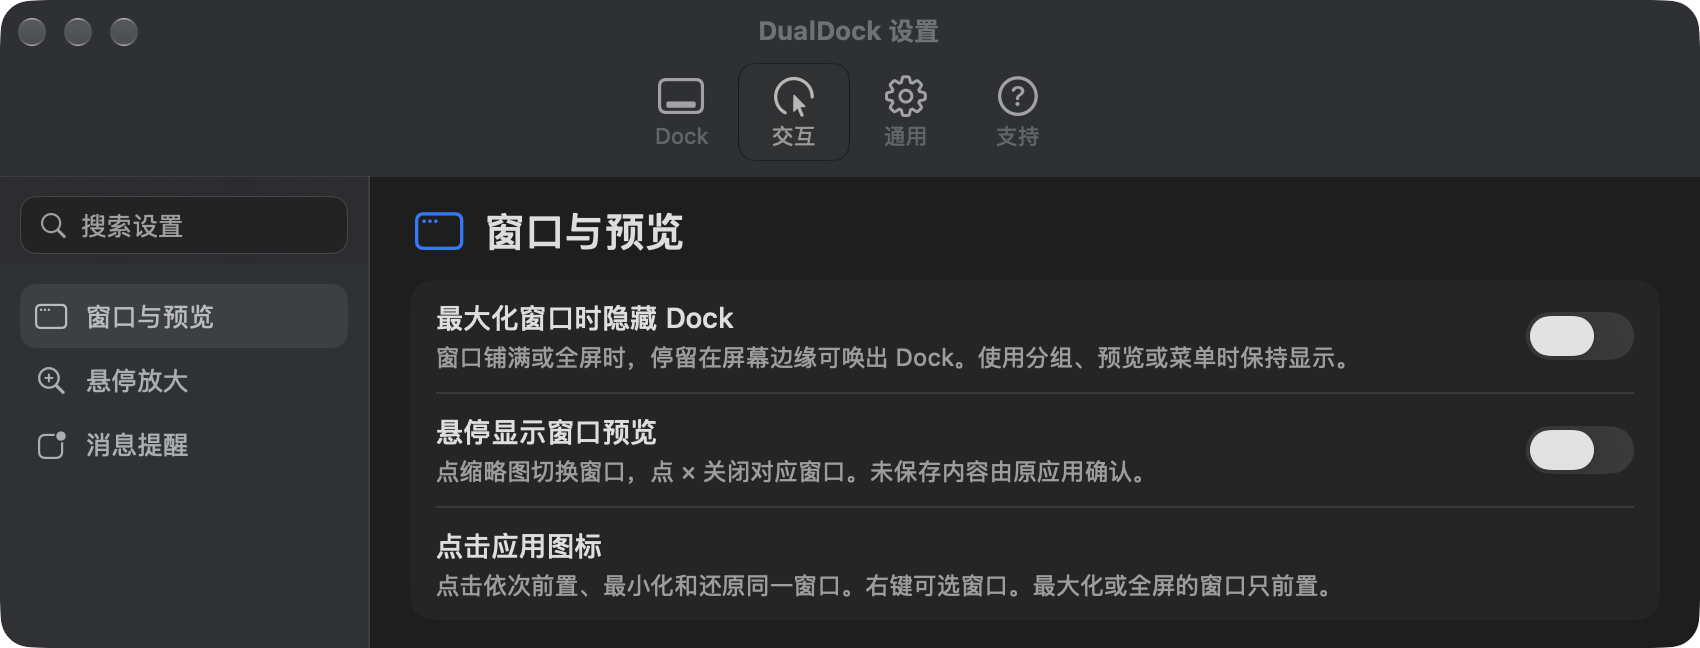 DualDock 设置
Dock
交互
通用
支持
搜索设置
窗口与预览
悬停放大
消息提醒
窗口与预览
最大化窗口时隐藏 Dock
窗口铺满或全屏时，停留在屏幕边缘可唤出 Dock。使用分组、预览或菜单时保持显示。
悬停显示窗口预览
点缩略图切换窗口，点 × 关闭对应窗口。未保存内容由原应用确认。
点击应用图标
点击依次前置、最小化和还原同一窗口。右键可选窗口。最大化或全屏的窗口只前置。